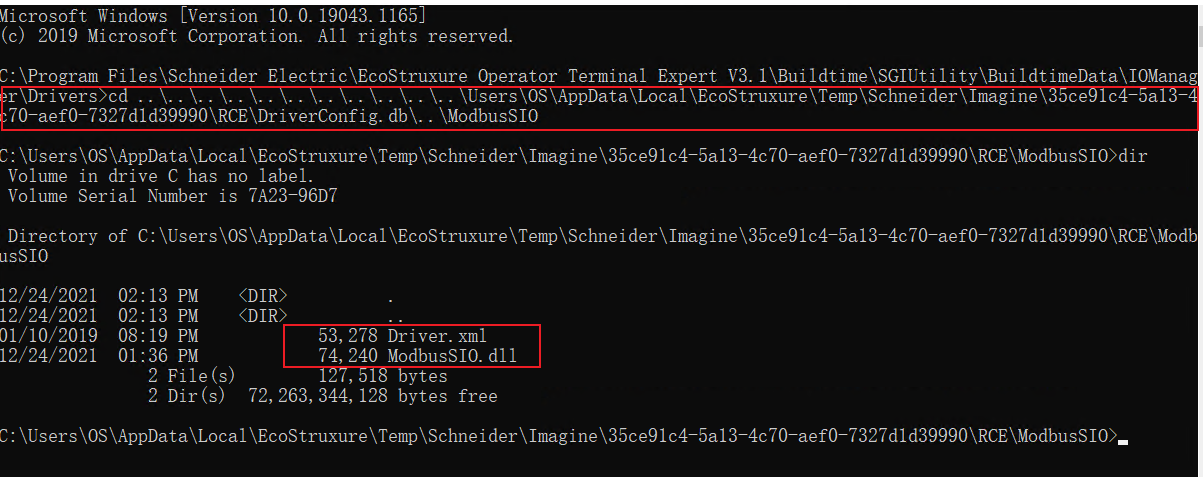 Microsoft Windows [Version 10.0.19043.1165]
(c) 2019 Microsoft Corporation. All rights reserved.
C:\Program Files\Schneider Electric\EcoStruxure Operator Terminal Expert V3.1\Buildtime\SGIUtility\BuildtimeData\IOManag
er\Drivers>cd ..\..\..\..\..\..\..\..\..\..\..\Users\OS\AppData\Local\EcoStruxure\Temp\Schneider\Imagine\35ce91c4-5a13-4
c70-aef0-7327d1d39990\RCE\DriverConfig.db\..\ModbusSIO
C:\Users\OS\AppData\Local\EcoStruxure\Temp\Schneider\Imagine\35ce91c4-5a13-4c70-aef0-7327d1d39990\RCE\ModbusSIO>dir
Volume in drive C has no label.
Volume Serial Number is 7A23-96D7
Directory of C:\Users\OS\AppData\Local\EcoStruxure\Temp\Schneider\Imagine\35ce91c4-5a13-4c70-aef0-7327d1d39990\RCE\Modb
usSIO
12/24/2021  02:13 PM    <DIR>          .
12/24/2021  02:13 PM    <DIR>          ..
01/10/2019  08:19 PM            53,278 Driver.xml
12/24/2021  01:36 PM            74,240 ModbusSIO.dll
2 File(s)        127,518 bytes
2 Dir(s)  72,263,344,128 bytes free
C:\Users\OS\AppData\Local\EcoStruxure\Temp\Schneider\Imagine\35ce91c4-5a13-4c70-aef0-7327d1d39990\RCE\ModbusSIO>